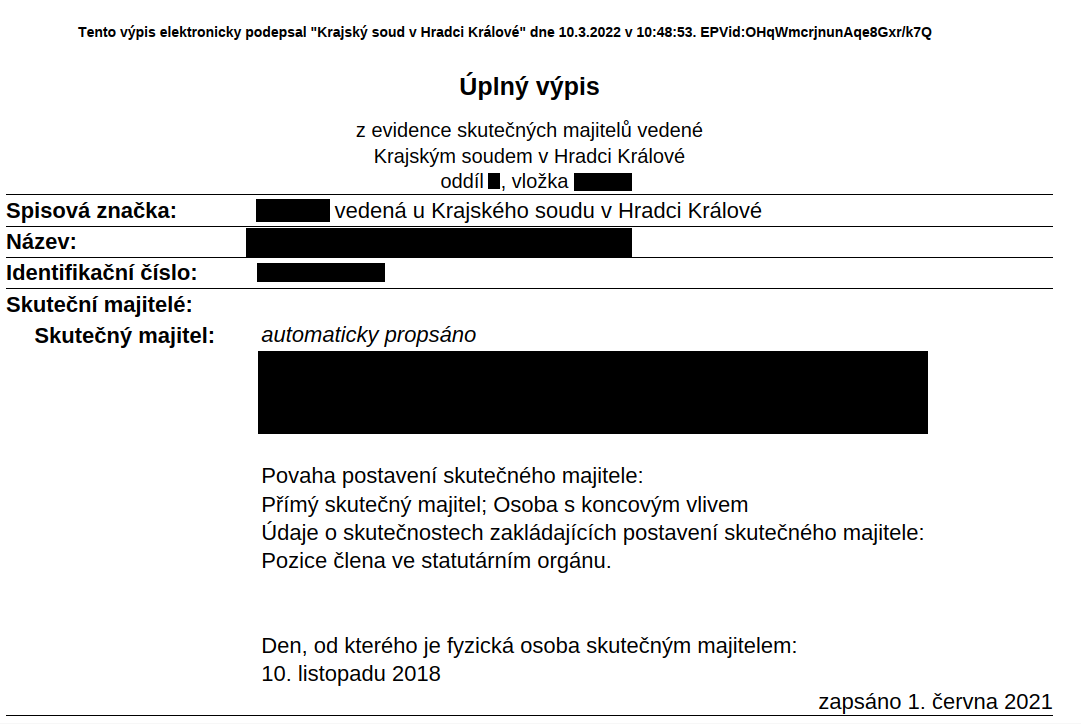 Tento výpis elektronicky podepsal "Krajský soud v Hradci Králové" dne 10.3.2022 v 10:48:53. EPVid:OHqWmcrjnunAqe8Gxr/k7Q
Úplný výpis
z evidence skutečných majitelů vedené
Krajským soudem v Hradci Králové
oddíl , vložka
Spisová značka: vedená u Krajského soudu v Hradci Králové
Název:
Identifikační číslo:
Skuteční majitelé:
Skutečný majitel: automaticky propsáno
Povaha postavení skutečného majitele:
Přímý skutečný majitel; Osoba s koncovým vlivem
Údaje o skutečnostech zakládajících postavení skutečného majitele:
Pozice člena ve statutárním orgánu.
Den, od kterého je fyzická osoba skutečným majitelem:
10. listopadu 2018
zapsáno 1. června 2021